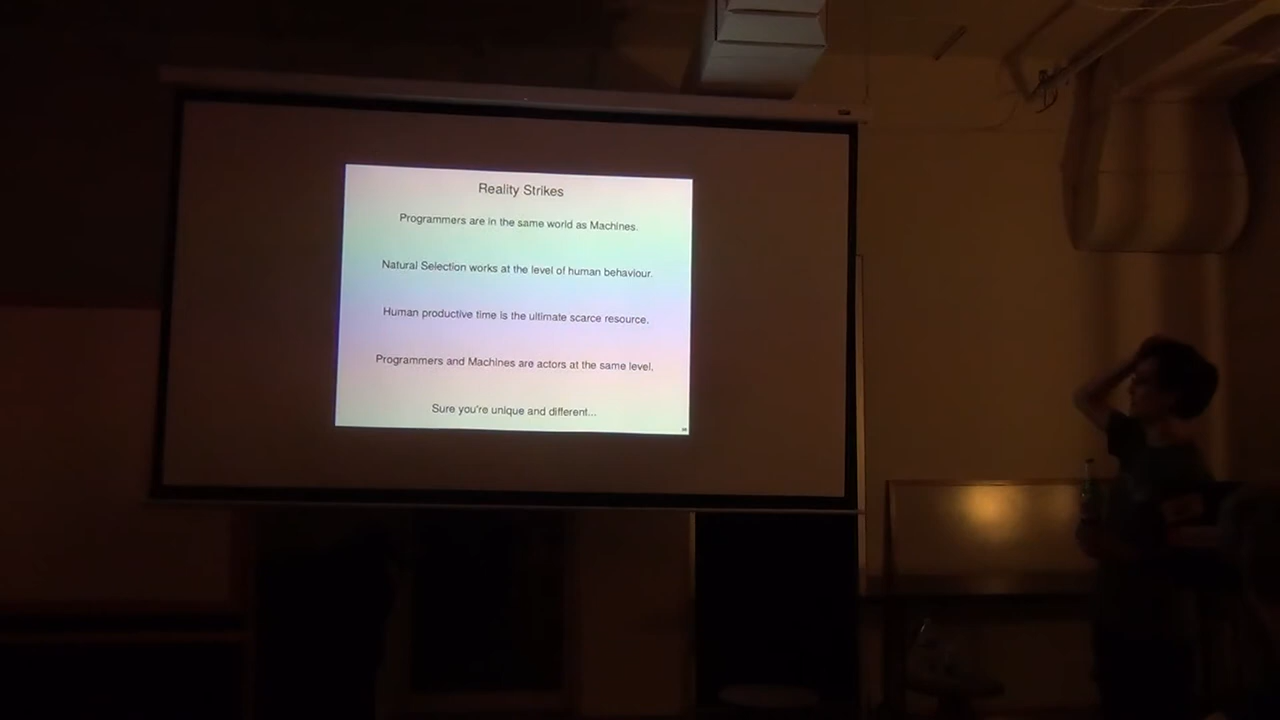 Reality Strikes
Programmers are in the same world as Machines.
Natural Selection works at the level of human behaviour.
Human productive time is the ultimate scarce resource.
Programmers and Machines are actors at the same level.
Sure you're unique and different...